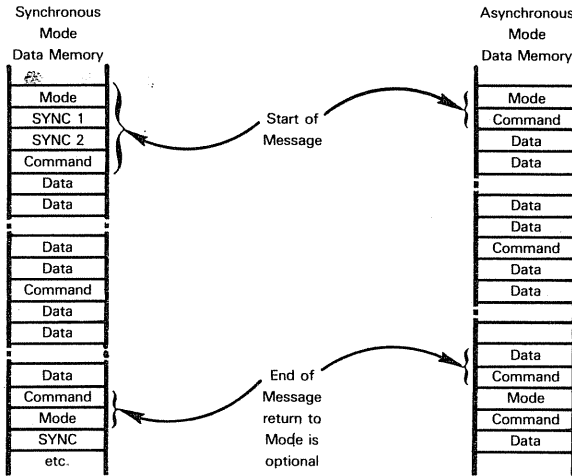 Synchronous
Mode
Data Memory
Mode
SYNC 1
SYNC 2
Command
Data
Data
Data
Data
Command
Data
Data
Data
Command
Mode
SYNC
etc.
Start of
Message
End of
Message
return to
Mode is
optional
Asynchronous
Mode
Data Memory
Mode
Command
Data
Data
Data
Data
Command
Data
Data
Data
Command
Mode
Command
Data